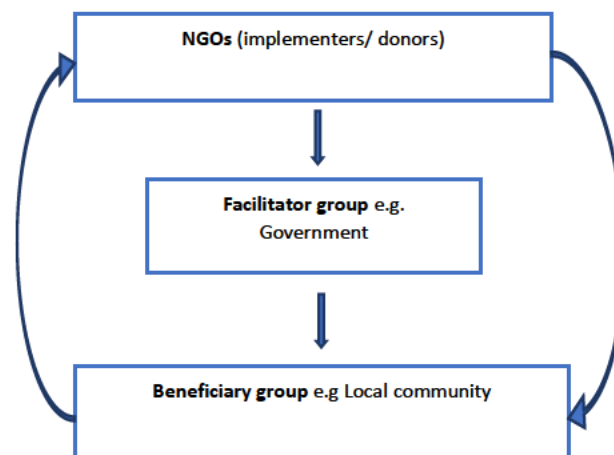 NGOs (implementers/ donors)
Facilitator group e.g.
Government
Beneficiary group e.g Local community